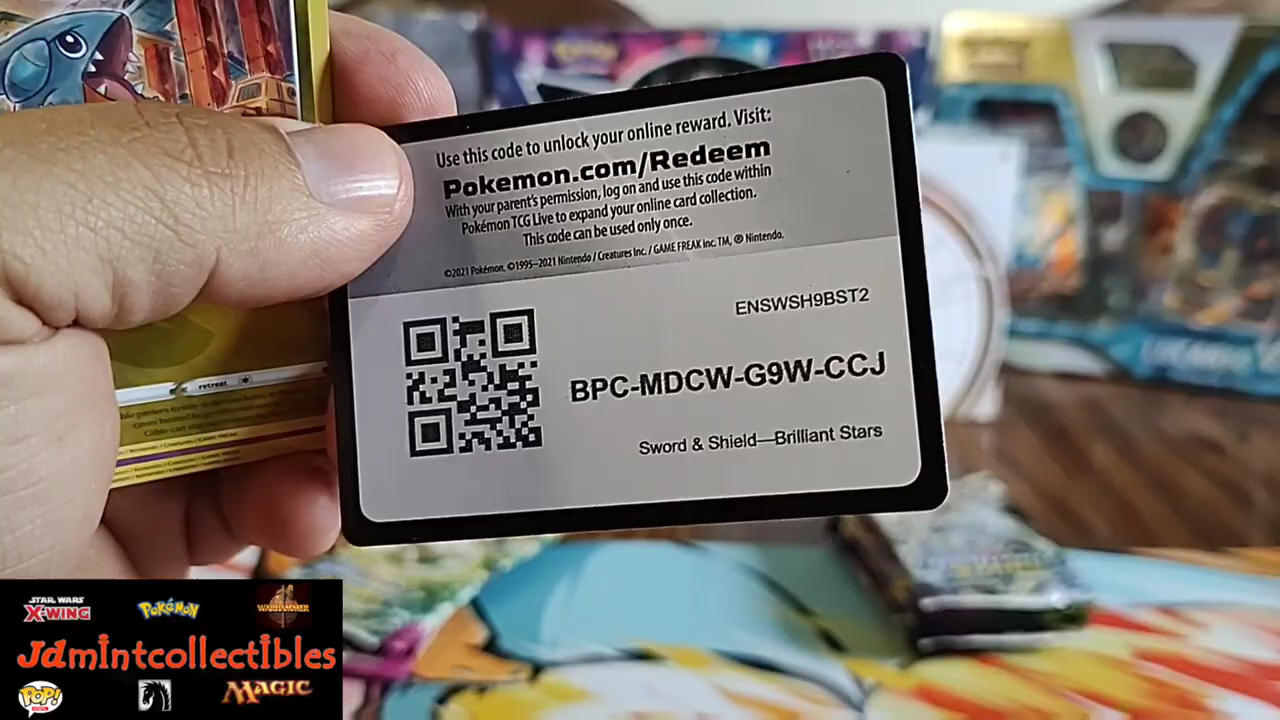 Use this code to unlock your online reward. Visit:
Pokemon.com/Redeem
With your parent's permission, log on and use this code within
Pokémon TCG Live to expand your online card collection.
This code can be used only once.
©2021 Pokémon. ©1995–2021 Nintendo / Creatures Inc. / GAME FREAK inc. TM, ® Nintendo.
ENSWSH9BST2
BPC-MDCW-G9W-CCJ
Sword & Shield—Brilliant Stars
retreat
STAR WARS
X-WING
POKéMON
WARHAMMER
Jdmintcollectibles
POP!
MAGIC